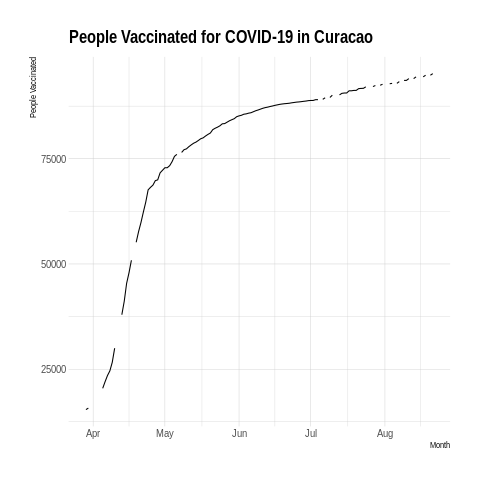 People Vaccinated for COVID-19 in Curacao
People Vaccinated
75000
50000
25000
Apr May Jun Jul Aug
Month